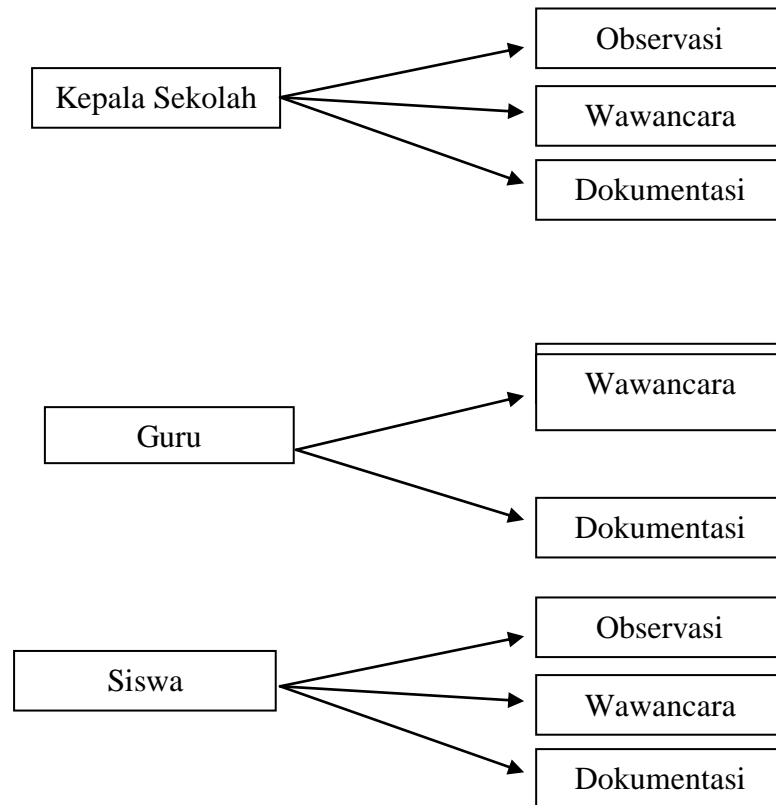 Observasi
Kepala Sekolah
Wawancara
Dokumentasi
Wawancara
Guru
Dokumentasi
Observasi
Siswa
Wawancara
Dokumentasi